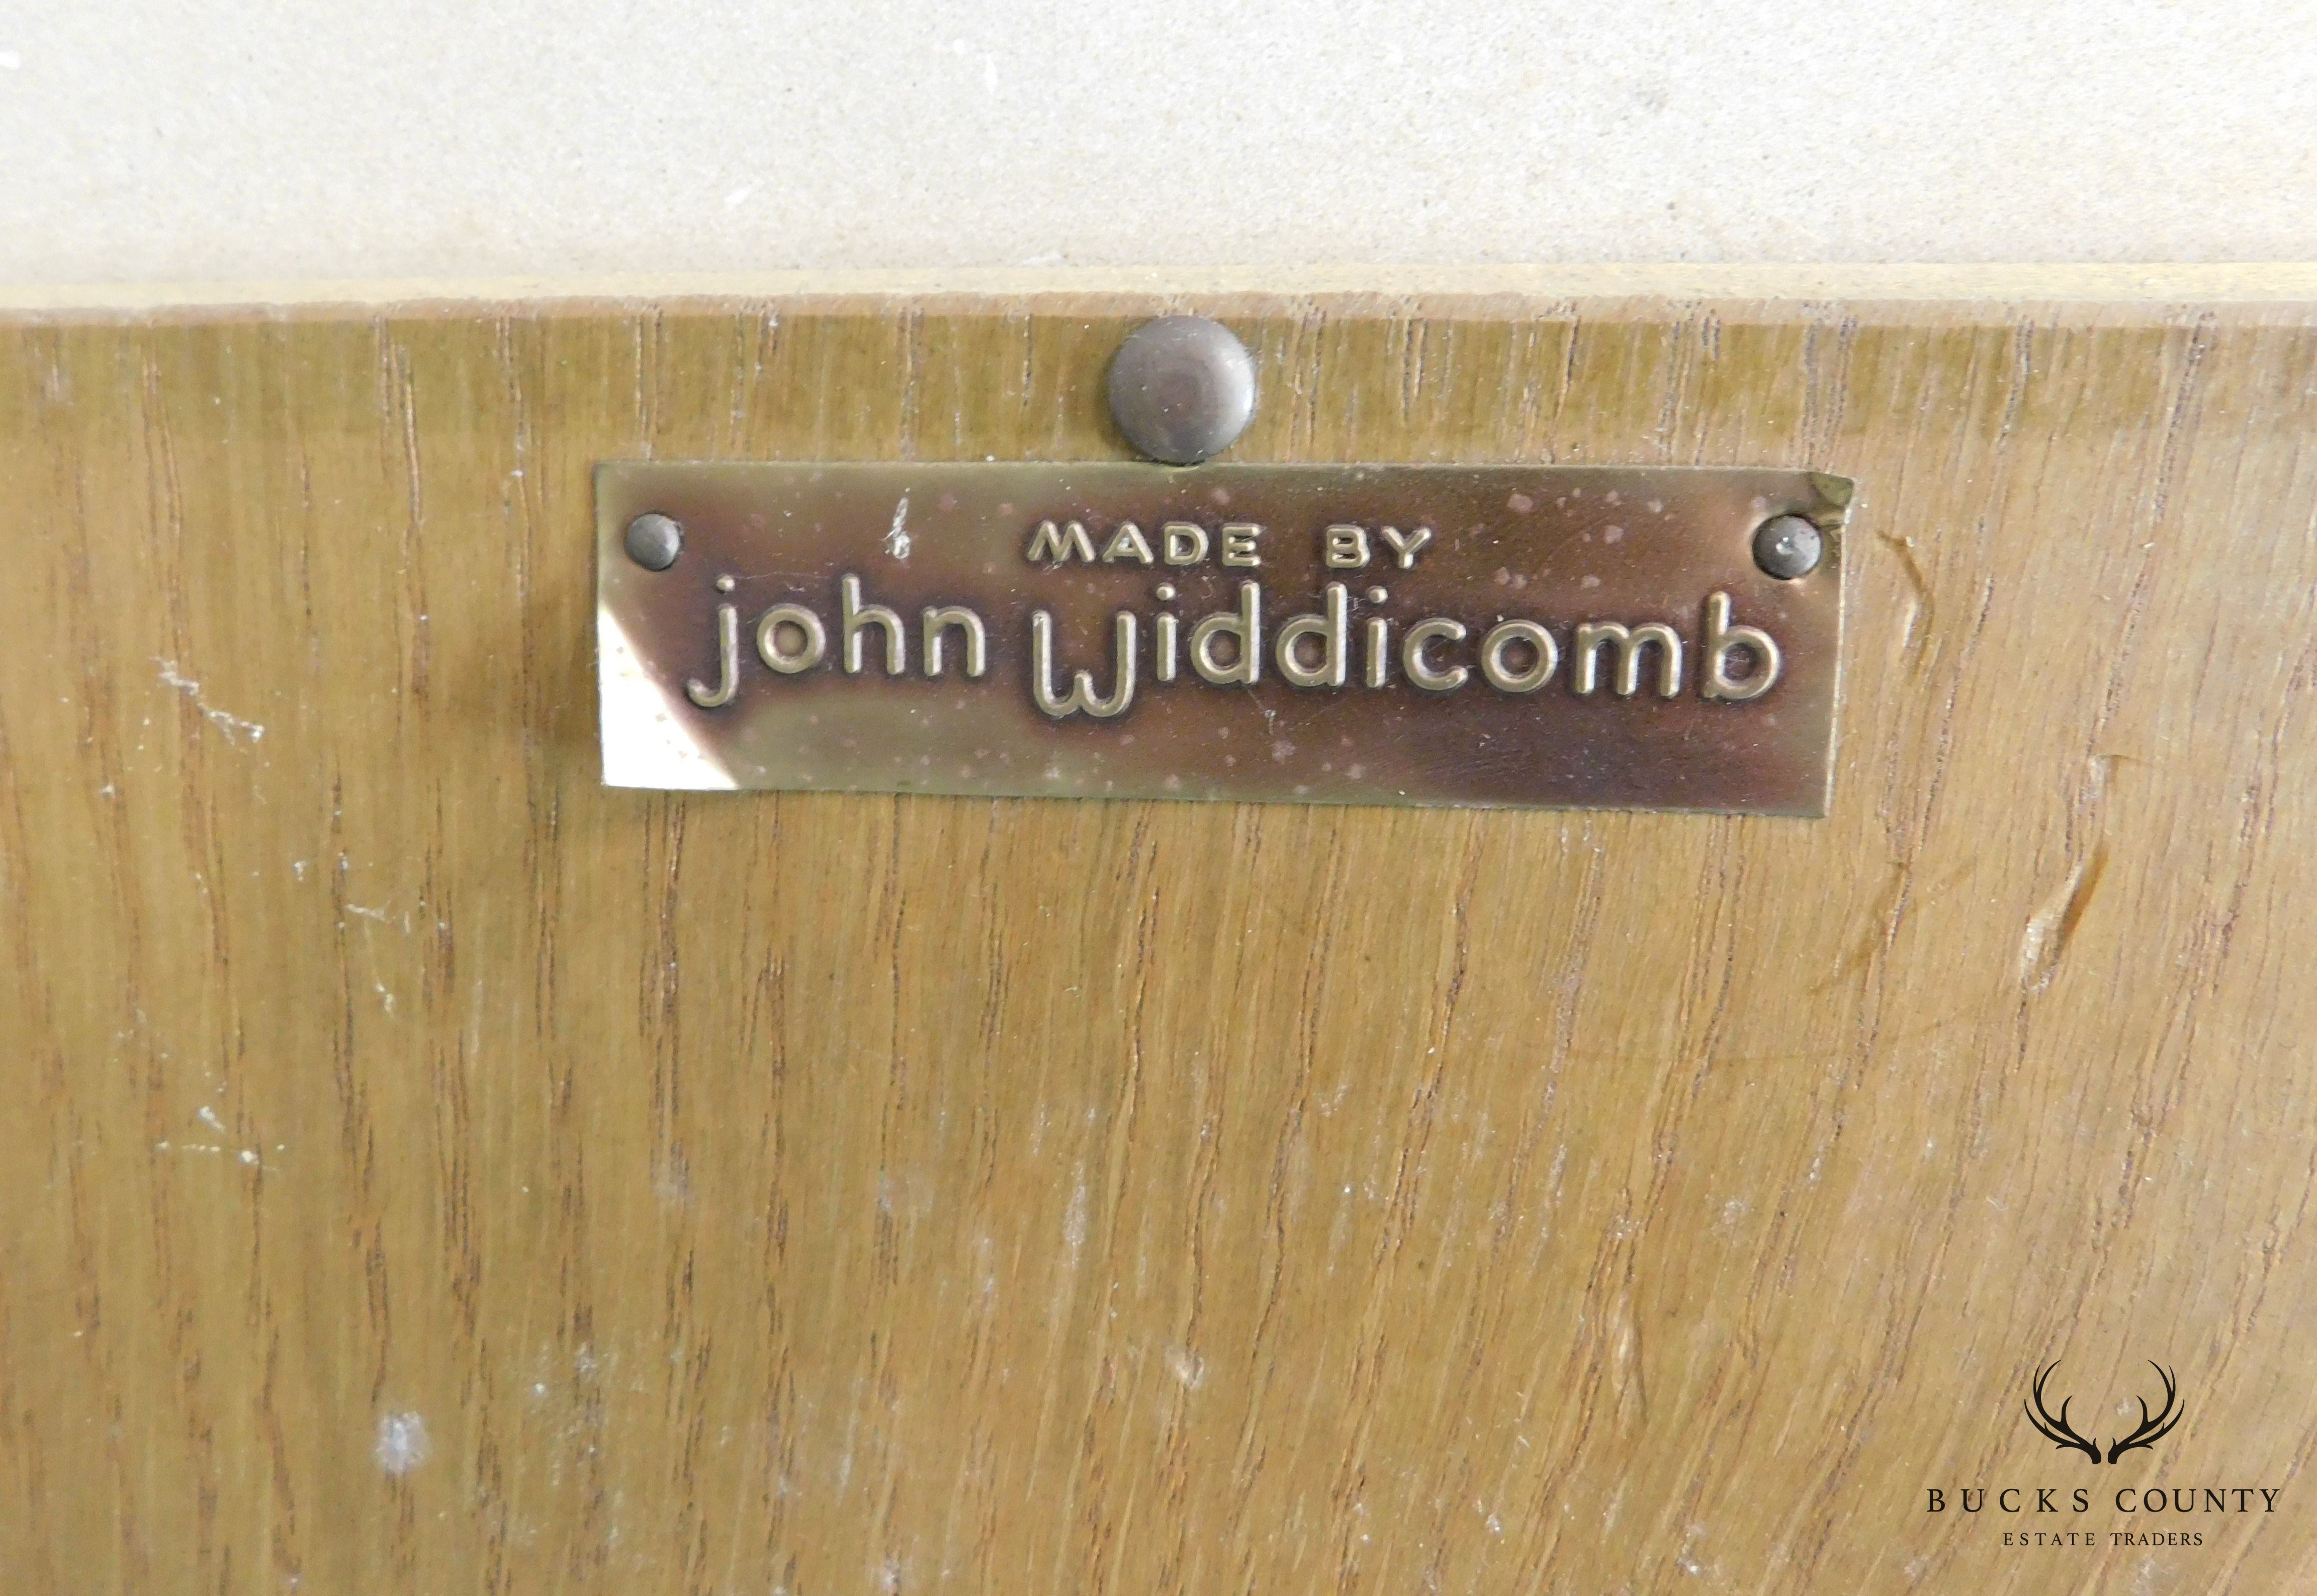 MADE BY
john Widdicomb
BUCKS COUNTY
ESTATE TRADERS